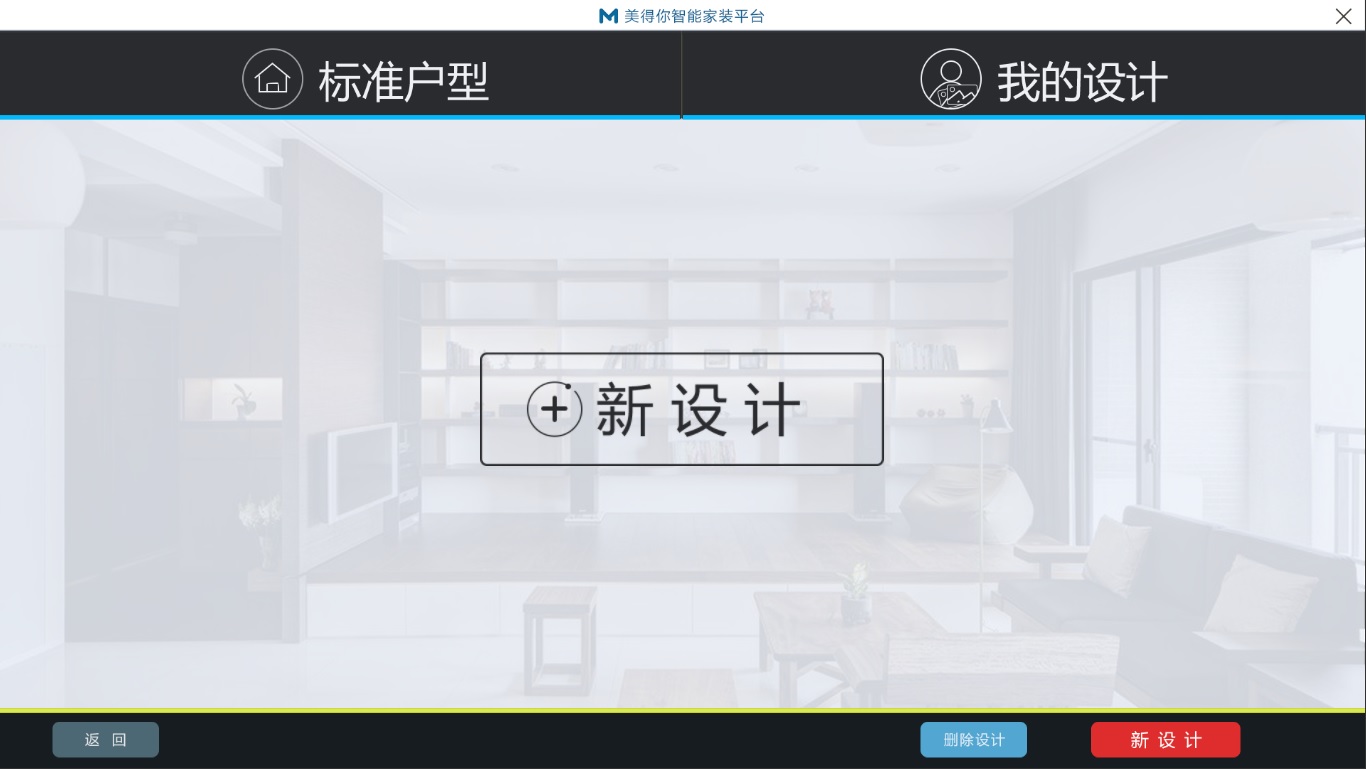 美得你智能家装平台
标准户型
我的设计
新设计
返 回
删除设计
新 设 计